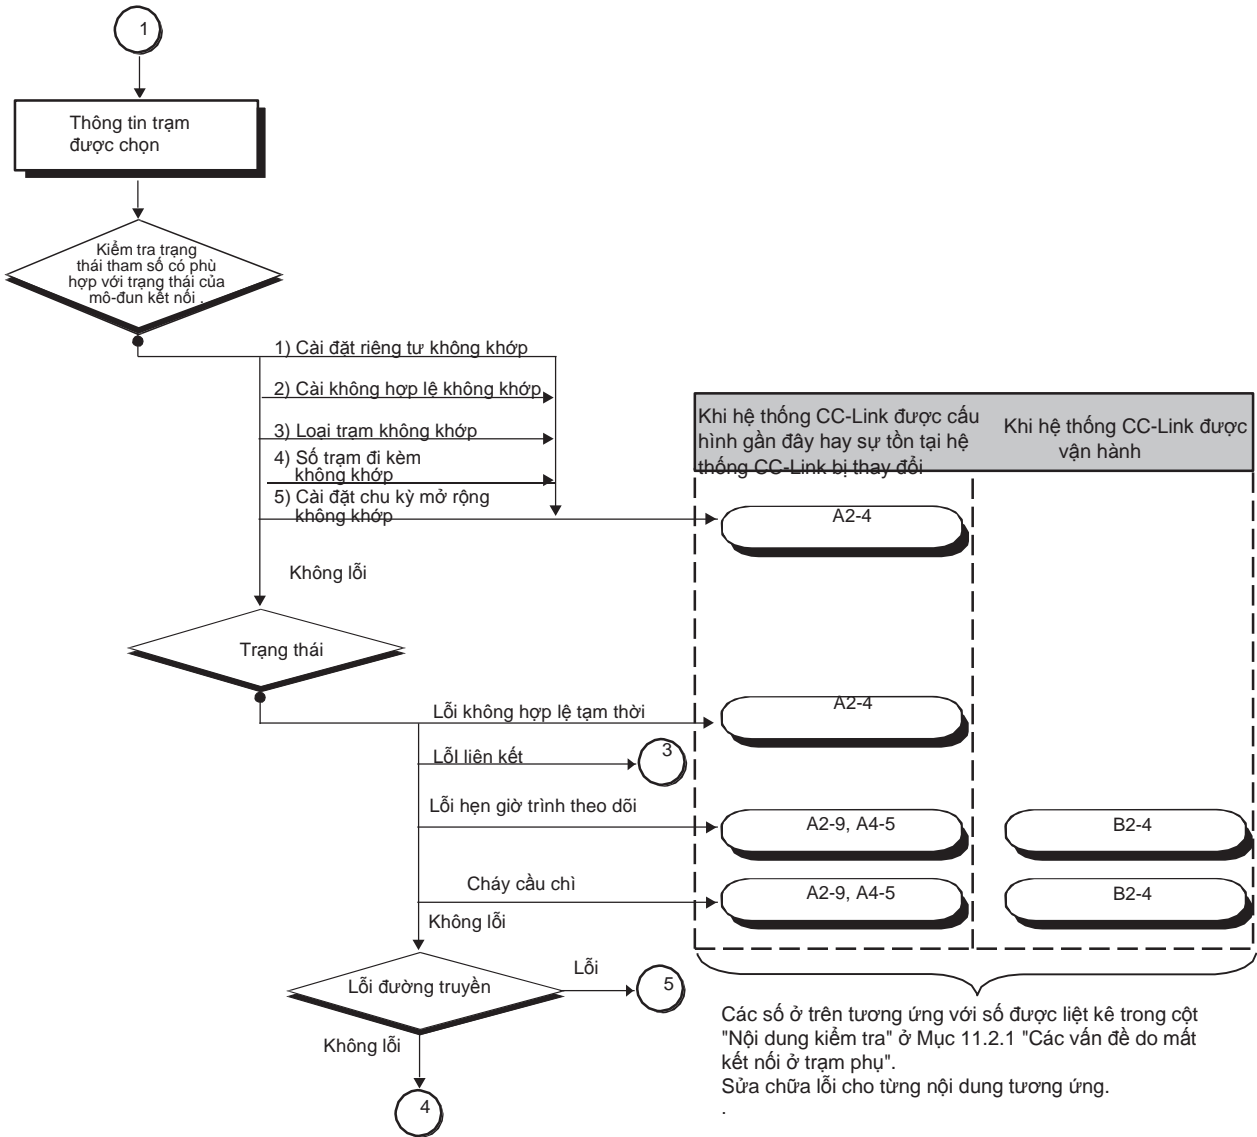 1
Thông tin trạm
được chọn
Kiểm tra trạng
thái tham số có phù
hợp với trạng thái của
mô-đun kết nối .
1) Cài đặt riêng tư không khớp
2) Cài không hợp lệ không khớp
3) Loại trạm không khớp
4) Số trạm đi kèm
không khớp
5) Cài đặt chu kỳ mở rộng
không khớp
Khi hệ thống CC-Link được cấu
hình gần đây hay sự tồn tại hệ
thống CC-Link bị thay đổi
Khi hệ thống CC-Link được
vận hành
A2-4
Không lỗi
Trạng thái
Lỗi không hợp lệ tạm thời
A2-4
LỗI liên kết
3
Lỗi hẹn giờ trình theo dõi
A2-9, A4-5
B2-4
Cháy cầu chì
A2-9, A4-5
B2-4
Không lỗi
Lỗi đường truyền
Lỗi
5
Không lỗi
4
Các số ở trên tương ứng với số được liệt kê trong cột
"Nội dung kiểm tra" ở Mục 11.2.1 "Các vấn đề do mất
kết nối ở trạm phụ".
Sửa chữa lỗi cho từng nội dung tương ứng.
.